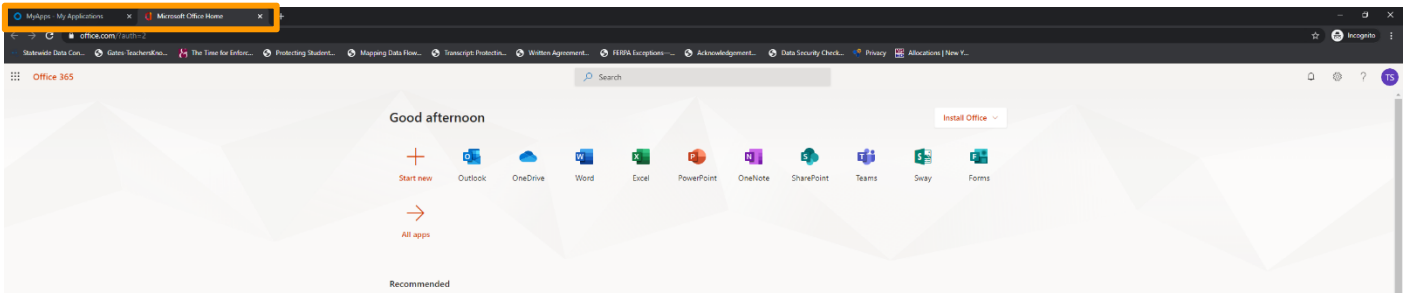 MyApps - My Applications Microsoft Office Home
office.com/?auth=2 Incognito
Statewide Data Con... Gates-TeachersKno... The Time for Enforc... Protecting Student... Mapping Data Flow... Transcript: Protectin... Written Agreement... FERPA Exceptions—... Acknowledgement... Data Security Check... Privacy Allocations | New Y...
Office 365 Search ? TS
Good afternoon Install Office
Start new Outlook OneDrive Word Excel PowerPoint OneNote SharePoint Teams Sway Forms
All apps
Recommended